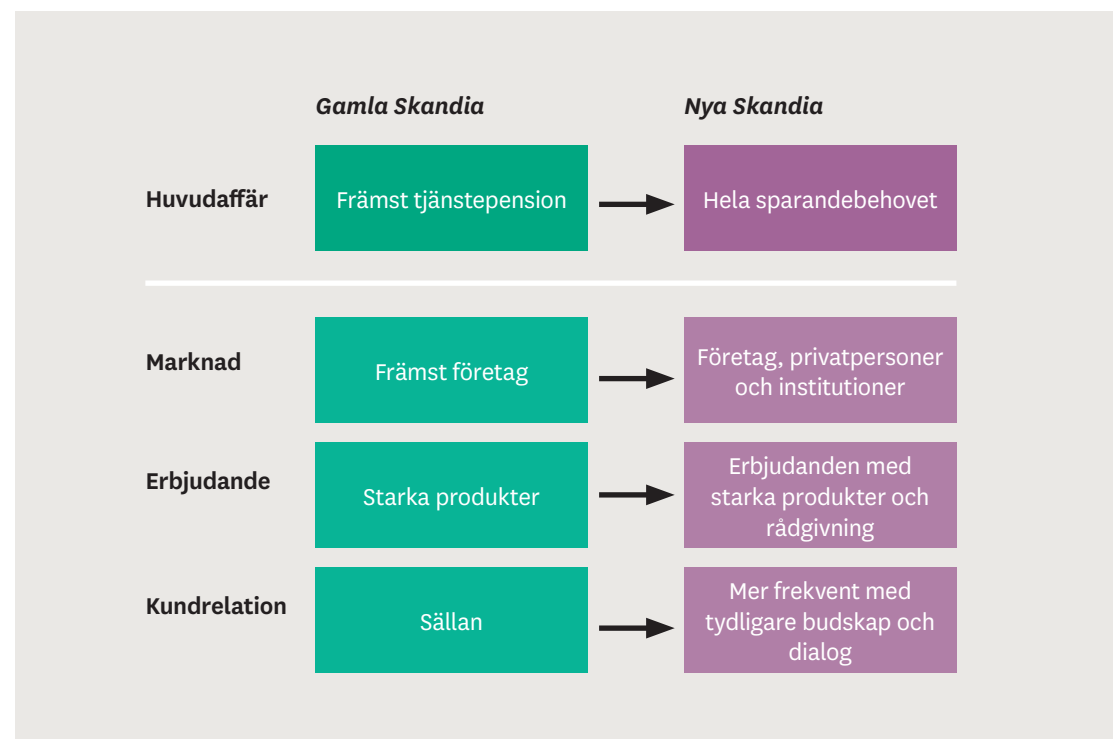 Gamla Skandia
Nya Skandia
Huvudaffär
Främst tjänstepension
Hela sparandebehovet
Marknad
Främst företag
Företag, privatpersoner
och institutioner
Erbjudande
Starka produkter
Erbjudanden med
starka produkter och
rådgivning
Kundrelation
Sällan
Mer frekvent med
tydligare budskap och
dialog